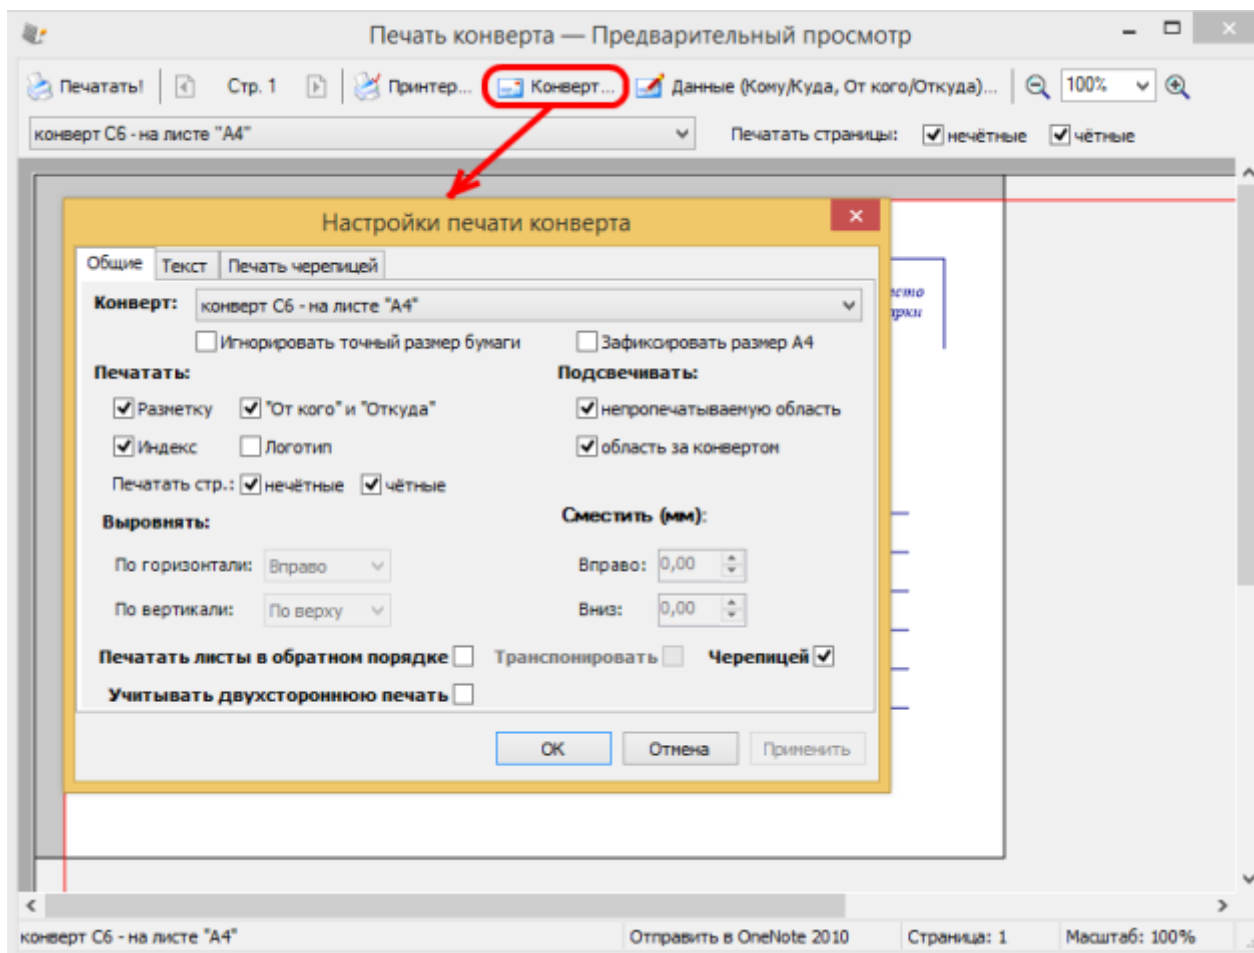 Печать конверта — Предварительный просмотр
Печатать! Стр. 1 Принтер... Конверт... Данные (Кому/Куда, От кого/Откуда)... 100%
конверт C6 - на листе "A4" Печатать страницы: нечётные чётные
Настройки печати конверта
Общие Текст Печать черепицей
Конверт: конверт C6 - на листе "A4"
Игнорировать точный размер бумаги Зафиксировать размер A4
Печатать: Подсвечивать:
Разметку "От кого" и "Откуда" непропечатываемую область
Индекс Логотип область за конвертом
Печатать стр.: нечётные чётные
Выровнять: Сместить (мм):
По горизонтали: Вправо Вправо: 0,00
По вертикали: По верху Вниз: 0,00
Печатать листы в обратном порядке Транспонировать Черепицей
Учитывать двухстороннюю печать
OK Отмена Применить
конверт C6 - на листе "A4" Отправить в OneNote 2010 Страница: 1 Масштаб: 100%